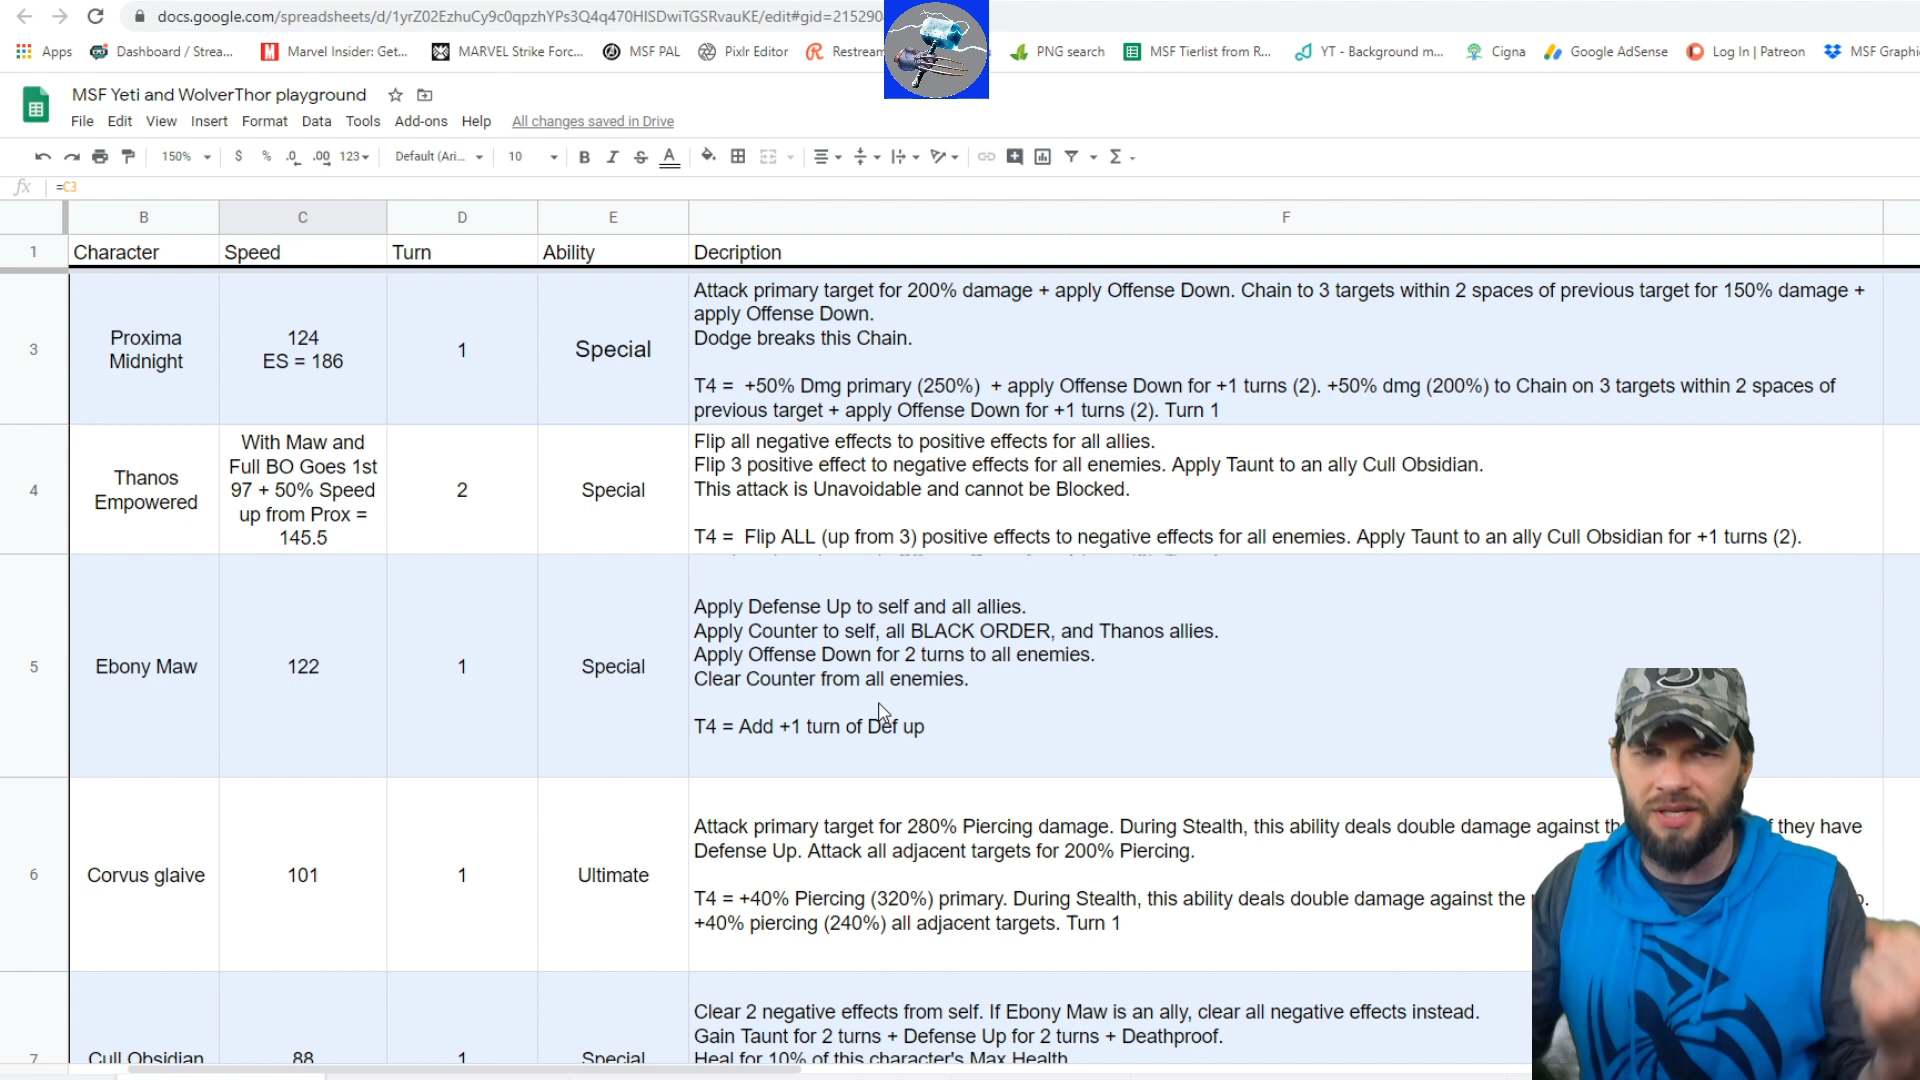 docs.google.com/spreadsheets/d/1yrZ02EzhuCy9c0qpzhYPs3Q4q470HISDwiTGSRvauKE/edit#gid=215290
Apps
Dashboard / Strea...
Marvel Insider: Get...
MARVEL Strike Forc...
MSF PAL
Pixlr Editor
Restream
PNG search
MSF Tierlist from R...
YT - Background m...
Cigna
Google AdSense
Log In | Patreon
MSF Graphi
MSF Yeti and WolverThor playground
File Edit View Insert Format Data Tools Add-ons Help All changes saved in Drive
150% $ % .0 .00 123 Default (Ari... 10 B I S A
fx =C3
B C D E F
1 Character Speed Turn Ability Decription
3
Proxima
Midnight
124
ES = 186
1
Special
Attack primary target for 200% damage + apply Offense Down. Chain to 3 targets within 2 spaces of previous target for 150% damage +
apply Offense Down.
Dodge breaks this Chain.
T4 = +50% Dmg primary (250%) + apply Offense Down for +1 turns (2). +50% dmg (200%) to Chain on 3 targets within 2 spaces of
previous target + apply Offense Down for +1 turns (2). Turn 1
4
Thanos
Empowered
With Maw and
Full BO Goes 1st
97 + 50% Speed
up from Prox =
145.5
2
Special
Flip all negative effects to positive effects for all allies.
Flip 3 positive effect to negative effects for all enemies. Apply Taunt to an ally Cull Obsidian.
This attack is Unavoidable and cannot be Blocked.
T4 = Flip ALL (up from 3) positive effects to negative effects for all enemies. Apply Taunt to an ally Cull Obsidian for +1 turns (2).
5
Ebony Maw
122
1
Special
Apply Defense Up to self and all allies.
Apply Counter to self, all BLACK ORDER, and Thanos allies.
Apply Offense Down for 2 turns to all enemies.
Clear Counter from all enemies.
T4 = Add +1 turn of Def up
6
Corvus glaive
101
1
Ultimate
Attack primary target for 280% Piercing damage. During Stealth, this ability deals double damage against th f they have
Defense Up. Attack all adjacent targets for 200% Piercing.
T4 = +40% Piercing (320%) primary. During Stealth, this ability deals double damage against the
+40% piercing (240%) all adjacent targets. Turn 1
7
Cull Obsidian
88
1
Special
Clear 2 negative effects from self. If Ebony Maw is an ally, clear all negative effects instead.
Gain Taunt for 2 turns + Defense Up for 2 turns + Deathproof.
Heal for 10% of this character's Max Health